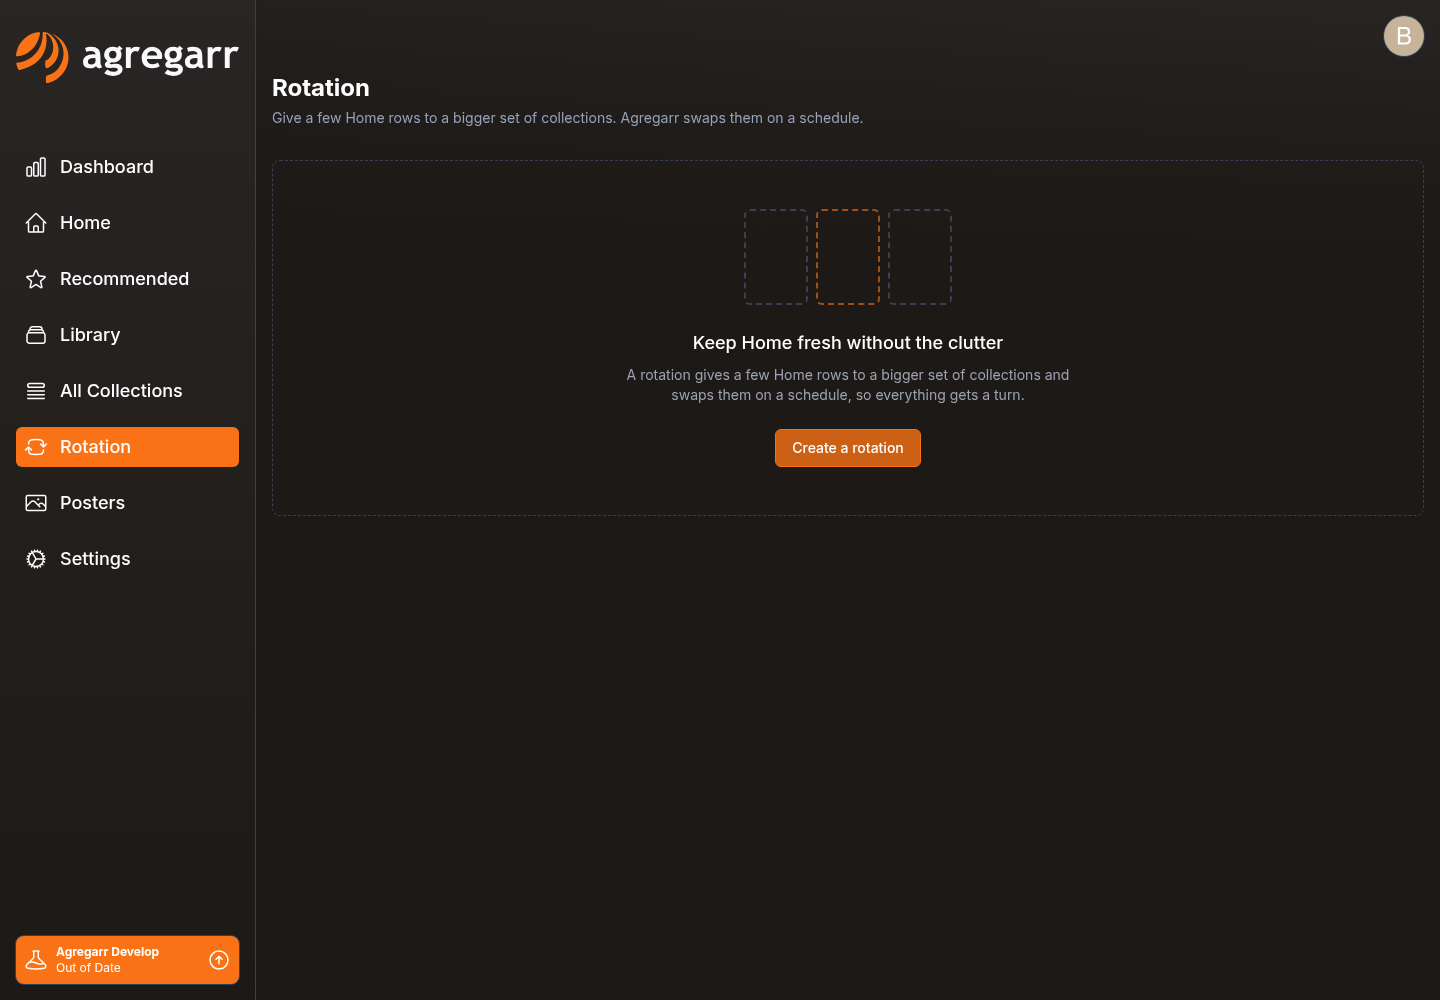 agregarr
B
Rotation
Give a few Home rows to a bigger set of collections. Agregarr swaps them on a schedule.
Dashboard
Home
Recommended
Library
All Collections
Rotation
Posters
Settings
Keep Home fresh without the clutter
A rotation gives a few Home rows to a bigger set of collections and
swaps them on a schedule, so everything gets a turn.
Create a rotation
Agregarr Develop
Out of Date